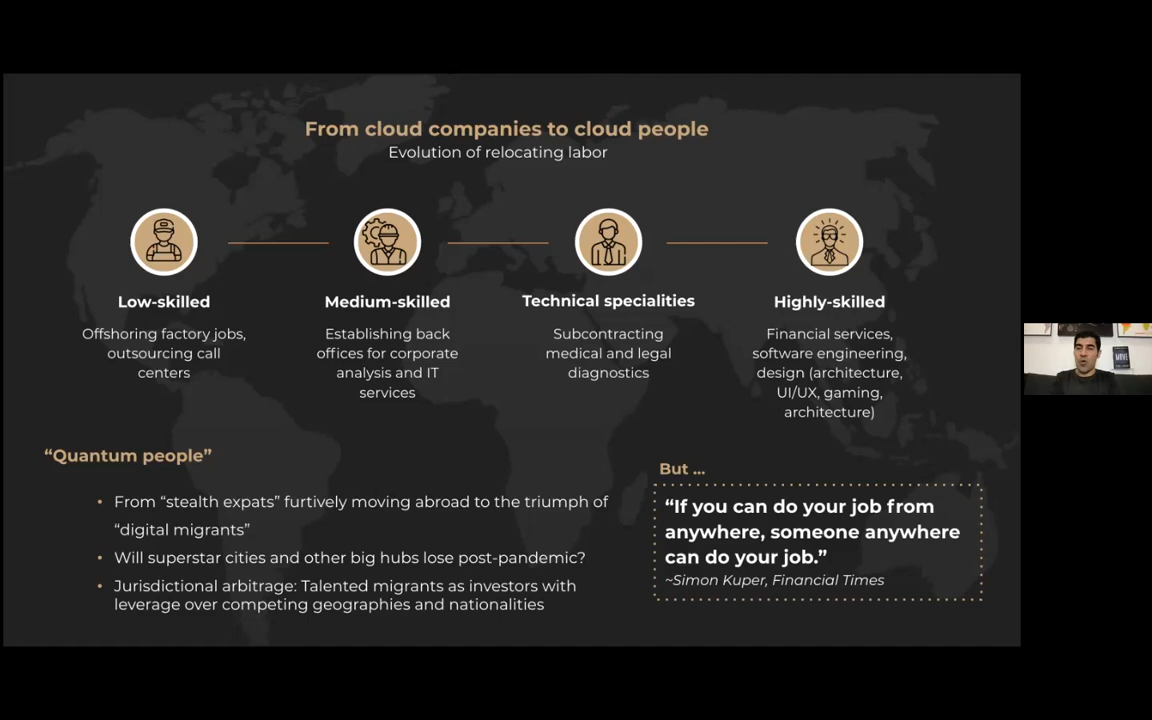 From cloud companies to cloud people
Evolution of relocating labor
Low-skilled
Offshoring factory jobs,
outsourcing call
centers
Medium-skilled
Establishing back
offices for corporate
analysis and IT
services
Technical specialities
Subcontracting
medical and legal
diagnostics
Highly-skilled
Financial services,
software engineering,
design (architecture,
UI/UX, gaming,
architecture)
“Quantum people”
• From “stealth expats” furtively moving abroad to the triumph of
“digital migrants”
• Will superstar cities and other big hubs lose post-pandemic?
• Jurisdictional arbitrage: Talented migrants as investors with
leverage over competing geographies and nationalities
But ...
“If you can do your job from
anywhere, someone anywhere
can do your job.”
~Simon Kuper, Financial Times
MOVE